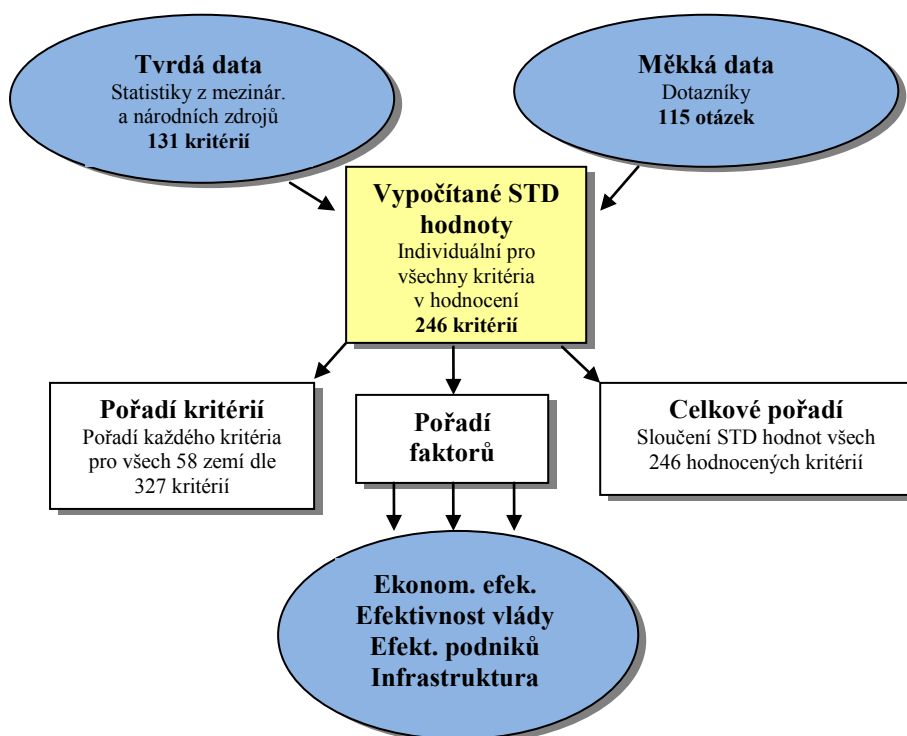 Tvrdá data
Statistiky z mezinár.
a národních zdrojů
131 kritérií
Měkká data
Dotazníky
115 otázek
Vypočítané STD
hodnoty
Individuální pro
všechny kritéria
v hodnocení
246 kritérií
Pořadí kritérií
Pořadí každého kritéria
pro všech 58 zemí dle
327 kritérií
Pořadí
faktorů
Celkové pořadí
Sloučení STD hodnot všech
246 hodnocených kritérií
Ekonom. efek.
Efektivnost vlády
Efekt. podniků
Infrastruktura